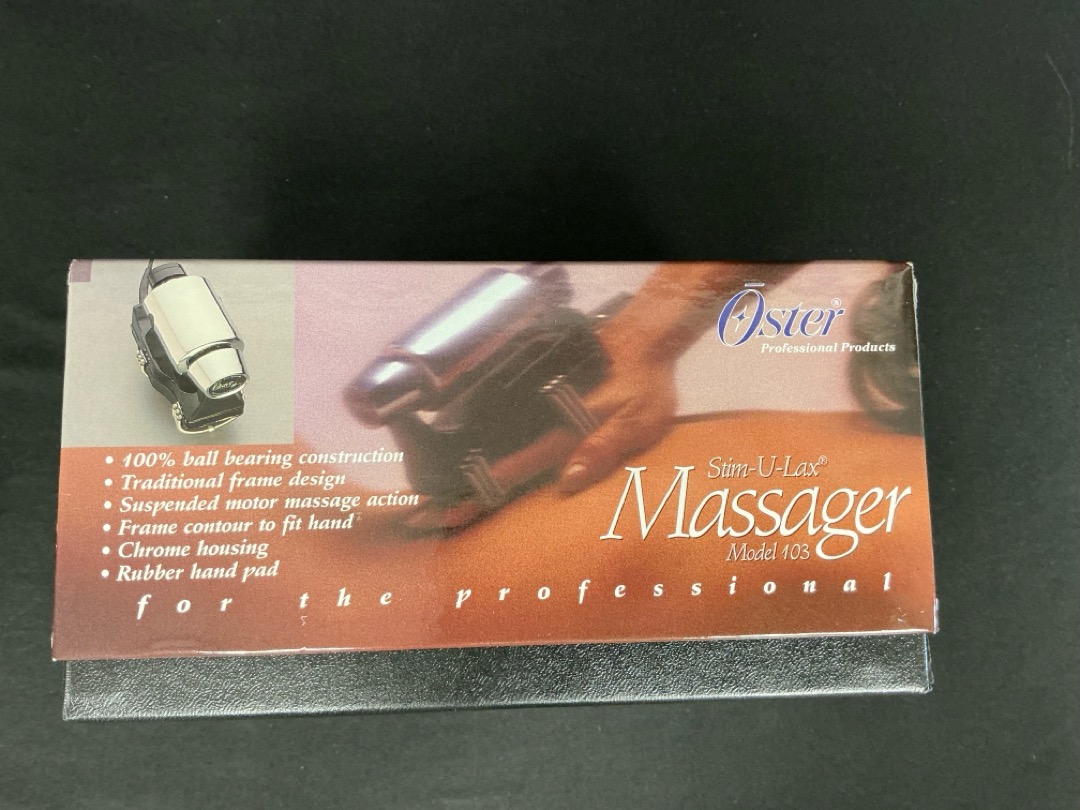 Oster®
Professional Products
Oster
• 100% ball bearing construction
• Traditional frame design
• Suspended motor massage action
• Frame contour to fit hand
• Chrome housing
• Rubber hand pad
Stim-U-Lax®
Massager
Model 103
for the professional